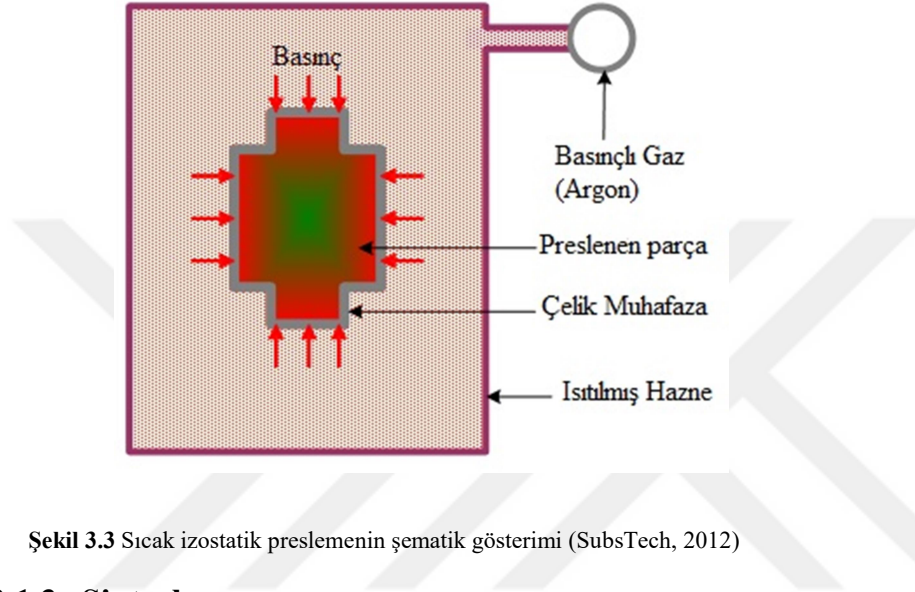 Basınç
Basınçlı Gaz
(Argon)
Preslenen parça
Çelik Muhafaza
Isıtılmış Hazne
Şekil 3.3 Sıcak izostatik preslemenin şematik gösterimi (SubsTech, 2012)